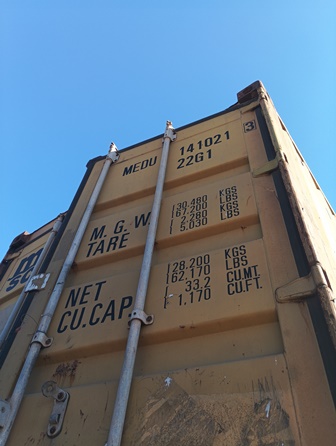 MEDU 141021 3
22G1
M.G.W. 30.480 KGS
67.200 LBS
TARE 2.280 KGS
5.030 LBS
NET 28.200 KGS
62.170 LBS
CU.CAP. 33.2 CU.MT.
1.170 CU.FT.
M
SC